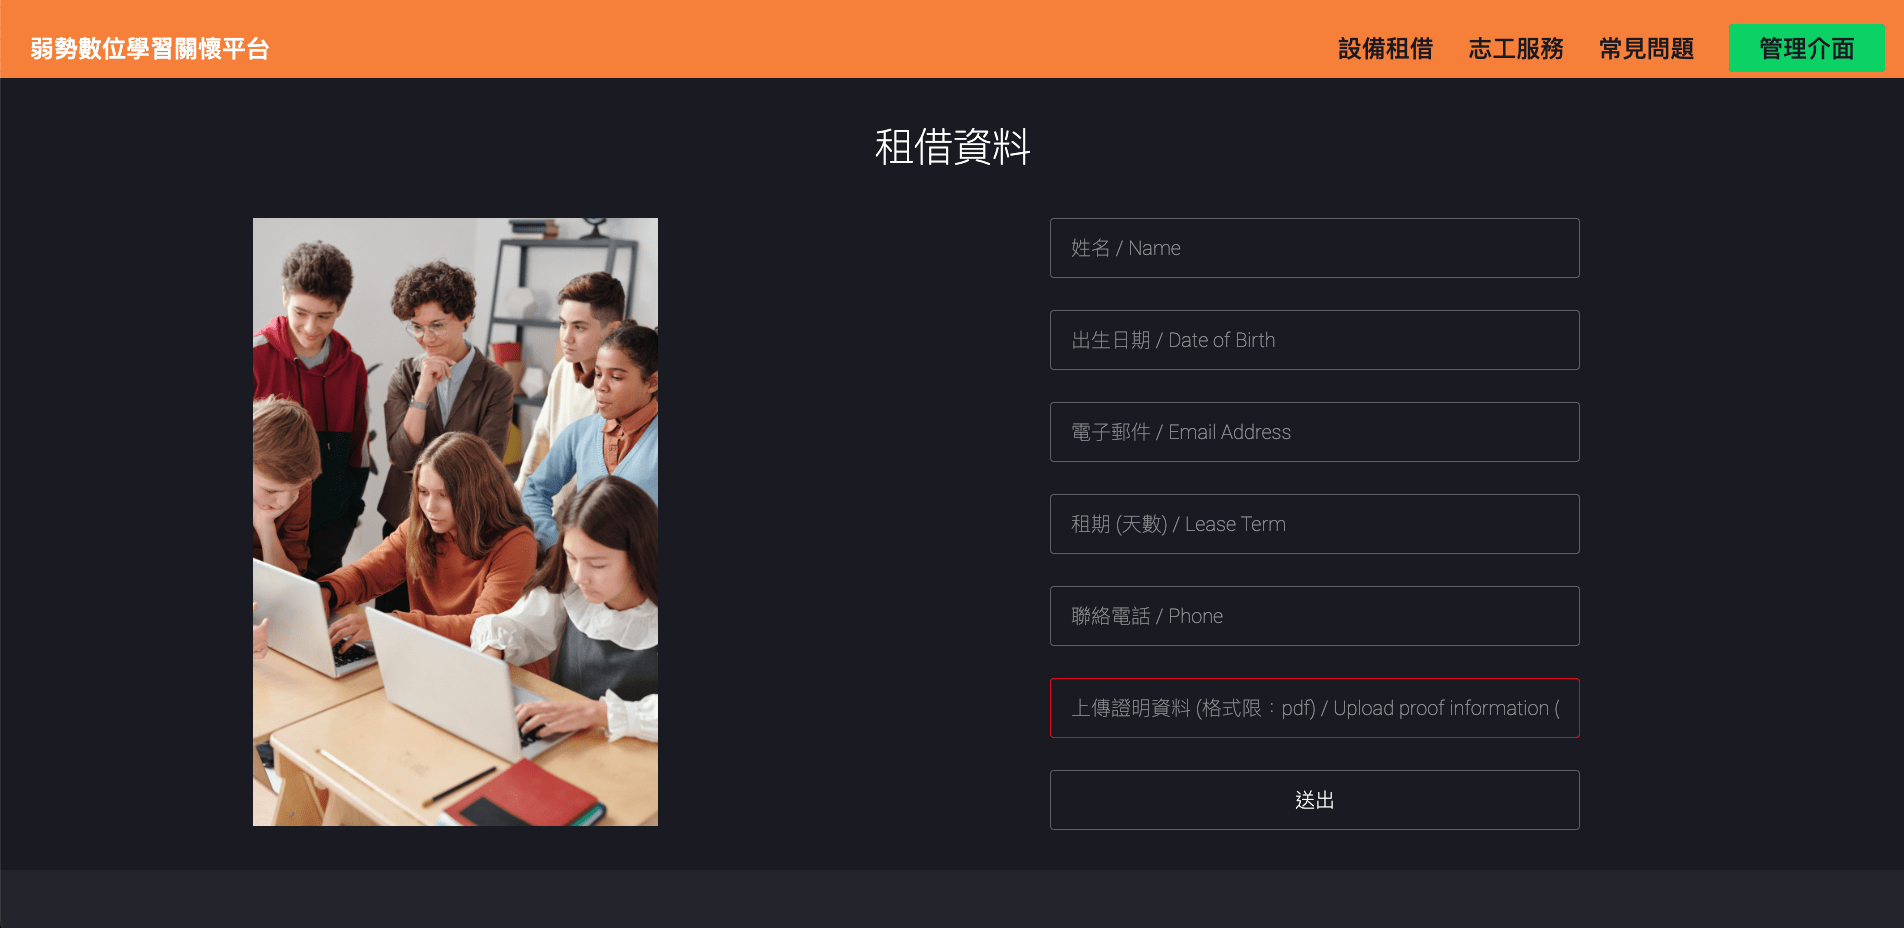 弱勢數位學習關懷平台
設備租借 志工服務 常見問題 管理介面
租借資料
姓名 / Name
出生日期 / Date of Birth
電子郵件 / Email Address
租期 (天數) / Lease Term
聯絡電話 / Phone
上傳證明資料 (格式限：pdf) / Upload proof information (
送出